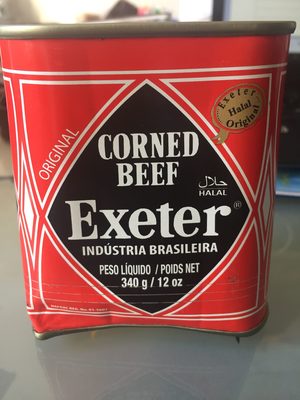 Exeter
Halal
Original
ORIGINAL
CORNED
BEEF
حلال
HALAL
Exeter®
INDÚSTRIA BRASILEIRA
PESO LÍQUIDO / POIDS NET
340 g / 12 oz